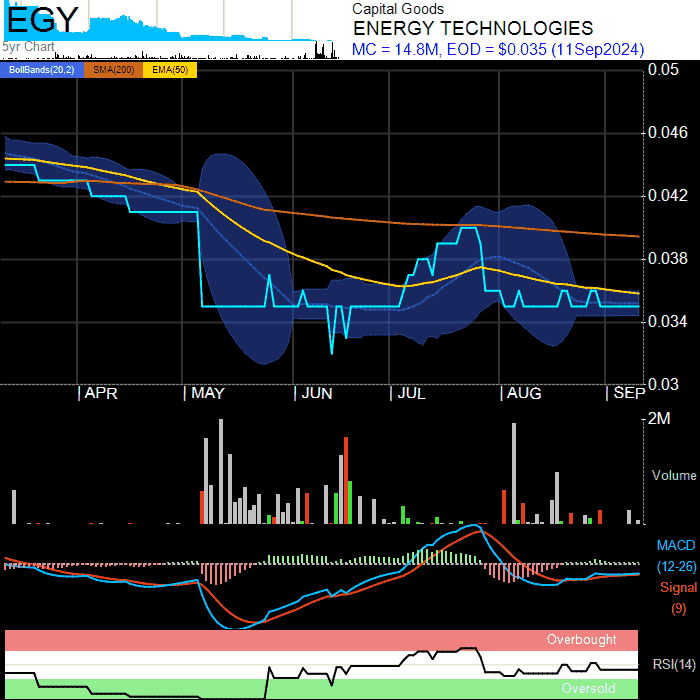 EGY
5yr Chart
Capital Goods
ENERGY TECHNOLOGIES
MC = 14.8M, EOD = $0.035 (11Sep2024)
BollBands(20,2) SMA(200) EMA(50)
0.05
0.046
0.042
0.038
0.034
0.03
APR MAY JUN JUL AUG SEP
2M
Volume
MACD
(12-26)
Signal
(9)
Overbought
RSI(14)
Oversold